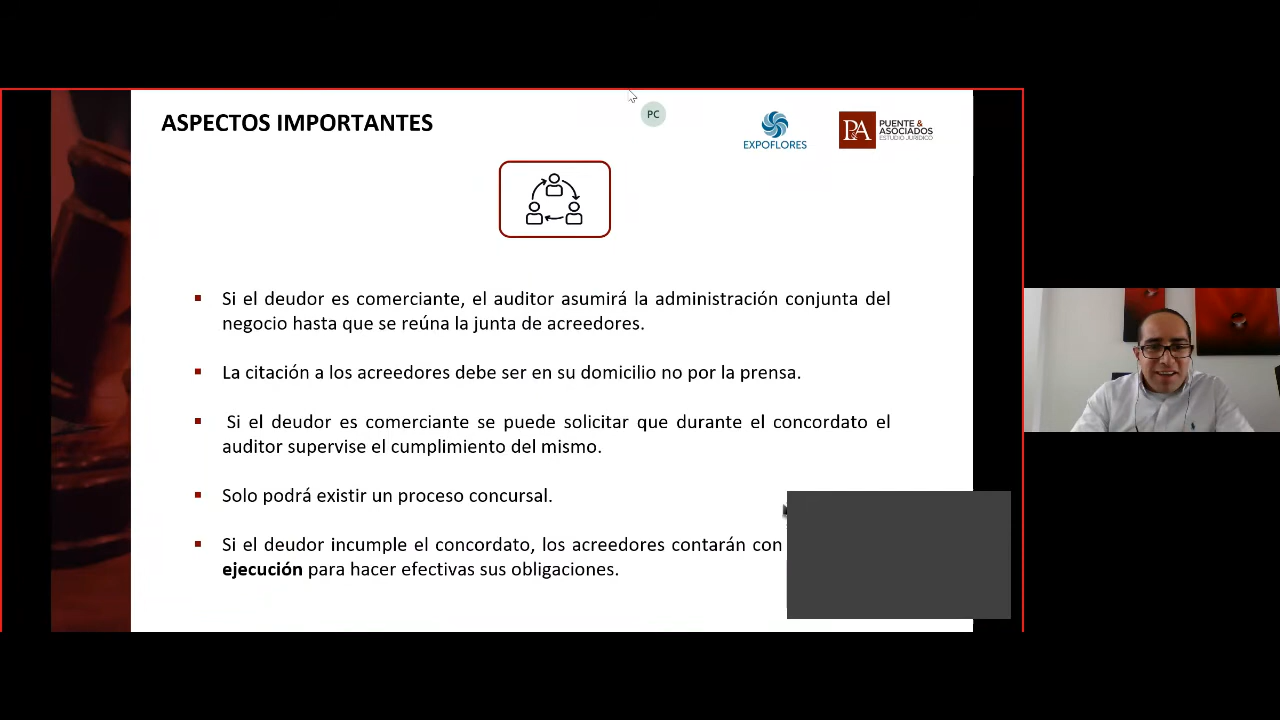 ASPECTOS IMPORTANTES
PC
EXPOFLORES
PA
PUENTE &
ASOCIADOS
ESTUDIO JURÍDICO
▪ Si el deudor es comerciante, el auditor asumirá la administración conjunta del
negocio hasta que se reúna la junta de acreedores.
▪ La citación a los acreedores debe ser en su domicilio no por la prensa.
▪ Si el deudor es comerciante se puede solicitar que durante el concordato el
auditor supervise el cumplimiento del mismo.
▪ Solo podrá existir un proceso concursal.
▪ Si el deudor incumple el concordato, los acreedores contarán con
ejecución para hacer efectivas sus obligaciones.